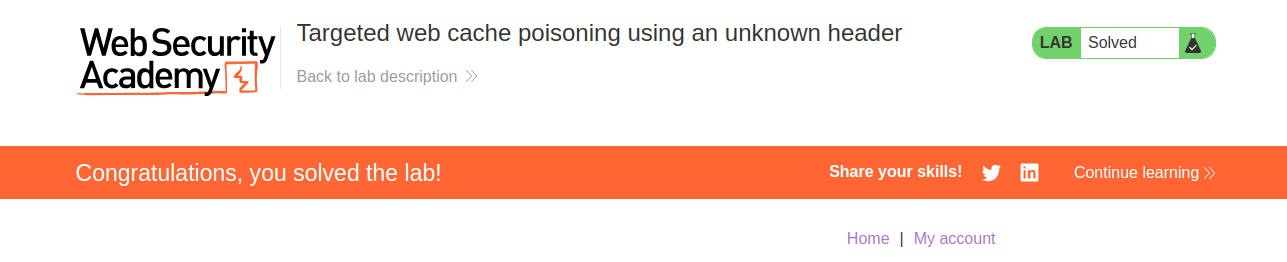 Web Security
Academy
Targeted web cache poisoning using an unknown header
Back to lab description
LAB Solved
Congratulations, you solved the lab!
Share your skills!
Continue learning
Home | My account